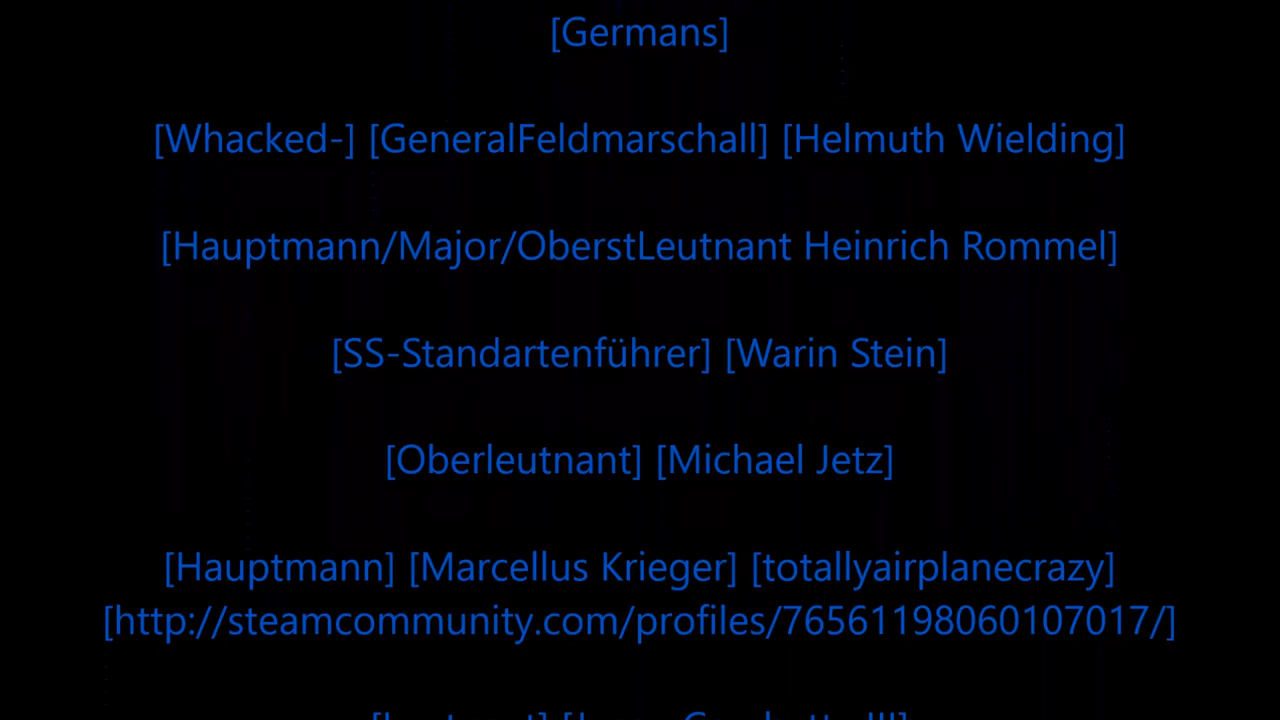 [Germans]
[Whacked-] [GeneralFeldmarschall] [Helmuth Wielding]
[Hauptmann/Major/OberstLeutnant Heinrich Rommel]
[SS-Standartenführer] [Warin Stein]
[Oberleutnant] [Michael Jetz]
[Hauptmann] [Marcellus Krieger] [totallyairplanecrazy]
[http://steamcommunity.com/profiles/76561198060107017/]